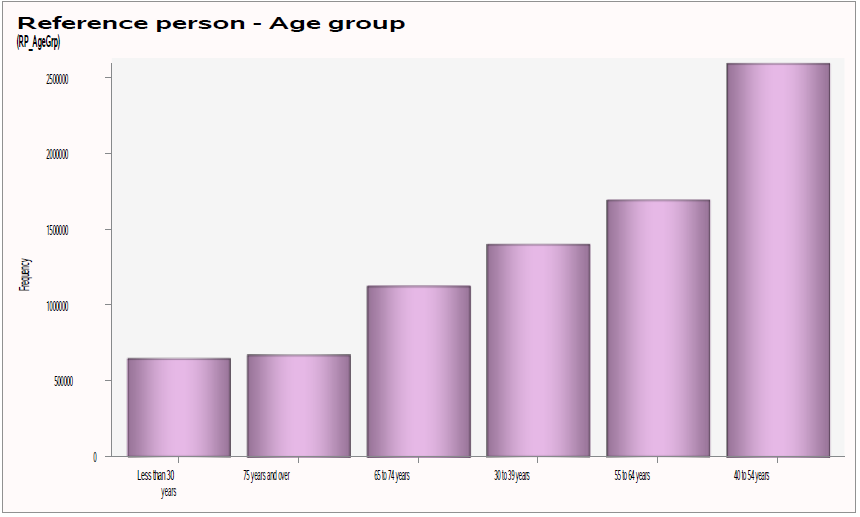 Reference person - Age group
(RP_AgeGrp)
2500000
2000000
1500000
1000000
500000
0
Frequency
Less than 30
years
75 years and over
65 to 74 years
30 to 39 years
55 to 64 years
40 to 54 years